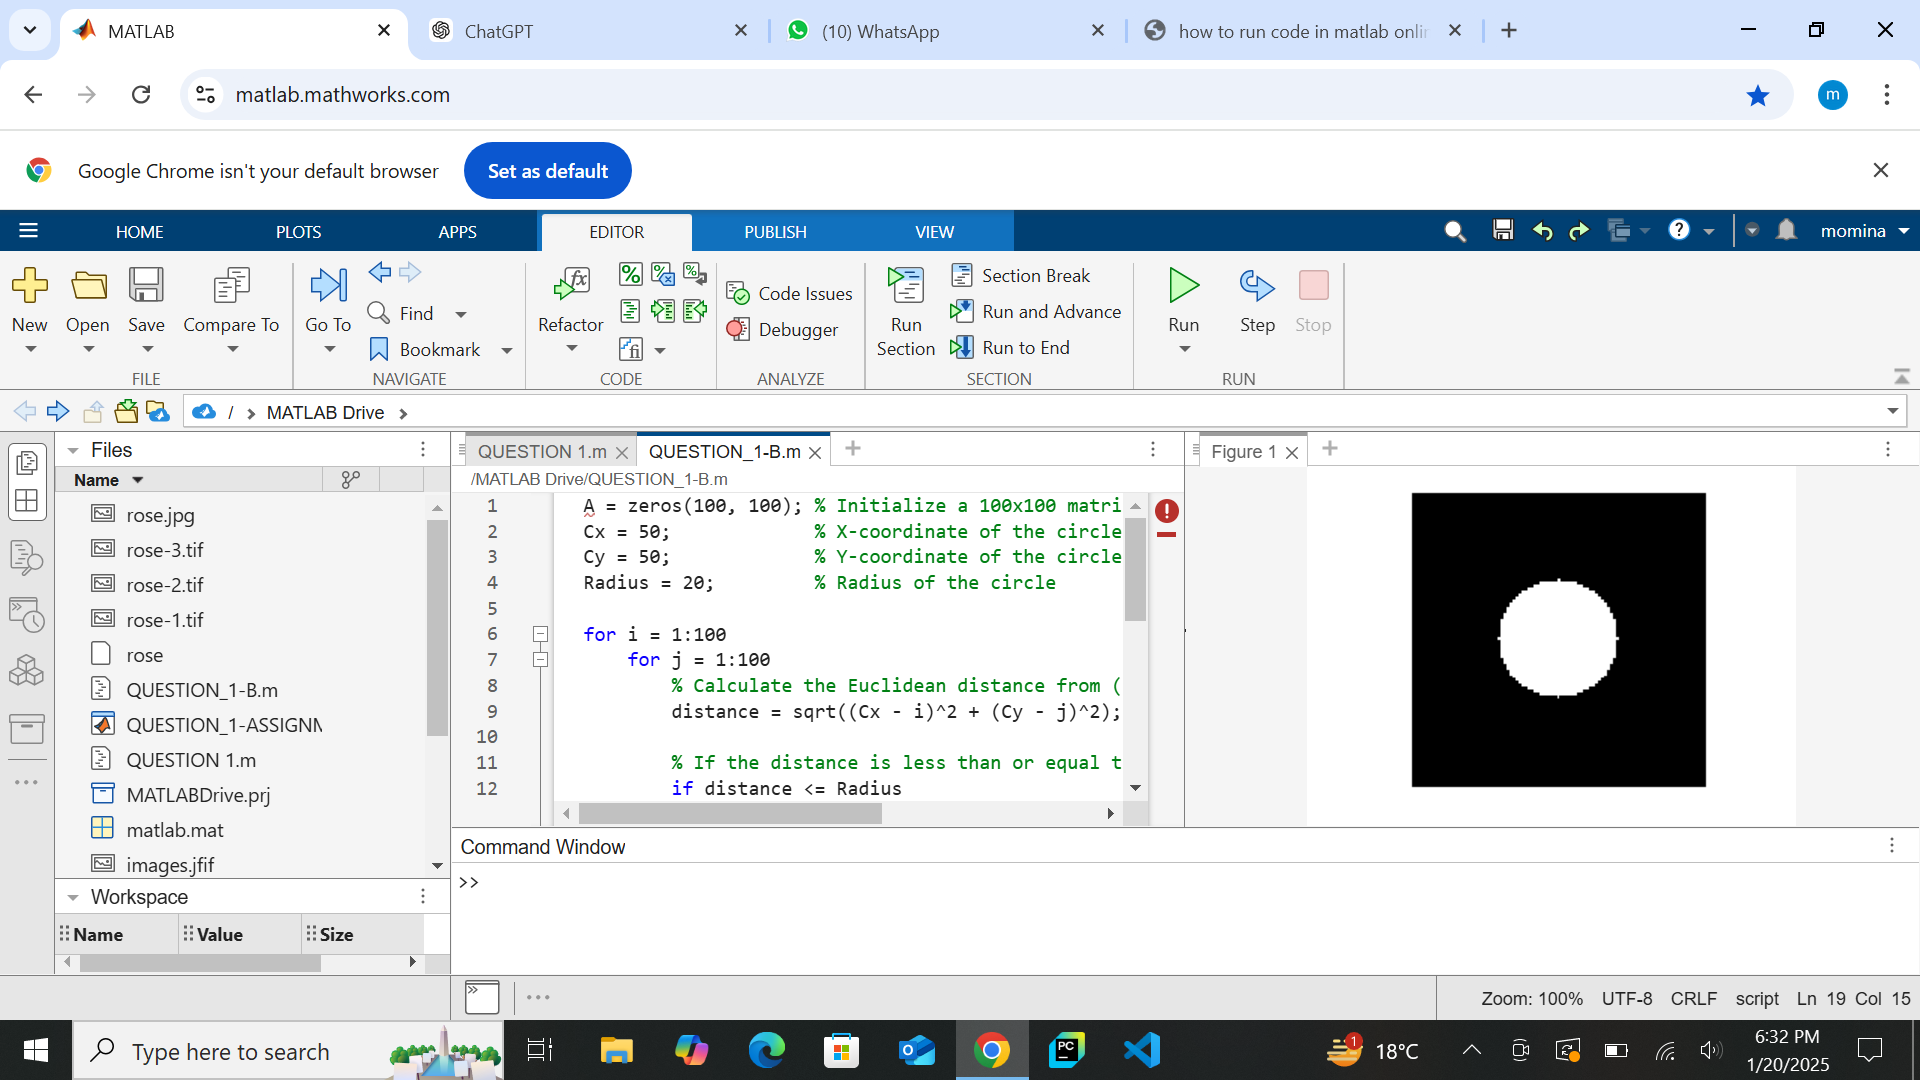 MATLAB
ChatGPT
(10) WhatsApp
how to run code in matlab onli
matlab.mathworks.com
m
Google Chrome isn't your default browser
Set as default
HOME
PLOTS
APPS
EDITOR
PUBLISH
VIEW
momina
New
Open
Save
Compare To
Go To
Find
Bookmark
Refactor
Code Issues
Debugger
Run Section
Section Break
Run and Advance
Run to End
Run
Step
Stop
FILE
NAVIGATE
CODE
ANALYZE
SECTION
RUN
/ › MATLAB Drive ›
Files
Name
rose.jpg
rose-3.tif
rose-2.tif
rose-1.tif
rose
QUESTION_1-B.m
QUESTION_1-ASSIGNM
QUESTION 1.m
MATLABDrive.prj
matlab.mat
images.jfif
Workspace
Name Value Size
QUESTION 1.m
QUESTION_1-B.m
/MATLAB Drive/QUESTION_1-B.m
1 A = zeros(100, 100); % Initialize a 100x100 matri
2 Cx = 50; % X-coordinate of the circle
3 Cy = 50; % Y-coordinate of the circle
4 Radius = 20; % Radius of the circle
5
6 for i = 1:100
7 for j = 1:100
8 % Calculate the Euclidean distance from (
9 distance = sqrt((Cx - i)^2 + (Cy - j)^2);
10
11 % If the distance is less than or equal t
12 if distance <= Radius
Figure 1
Command Window
>>
Zoom: 100% UTF-8 CRLF script Ln 19 Col 15
Type here to search
PC
1
18°C
6:32 PM
1/20/2025